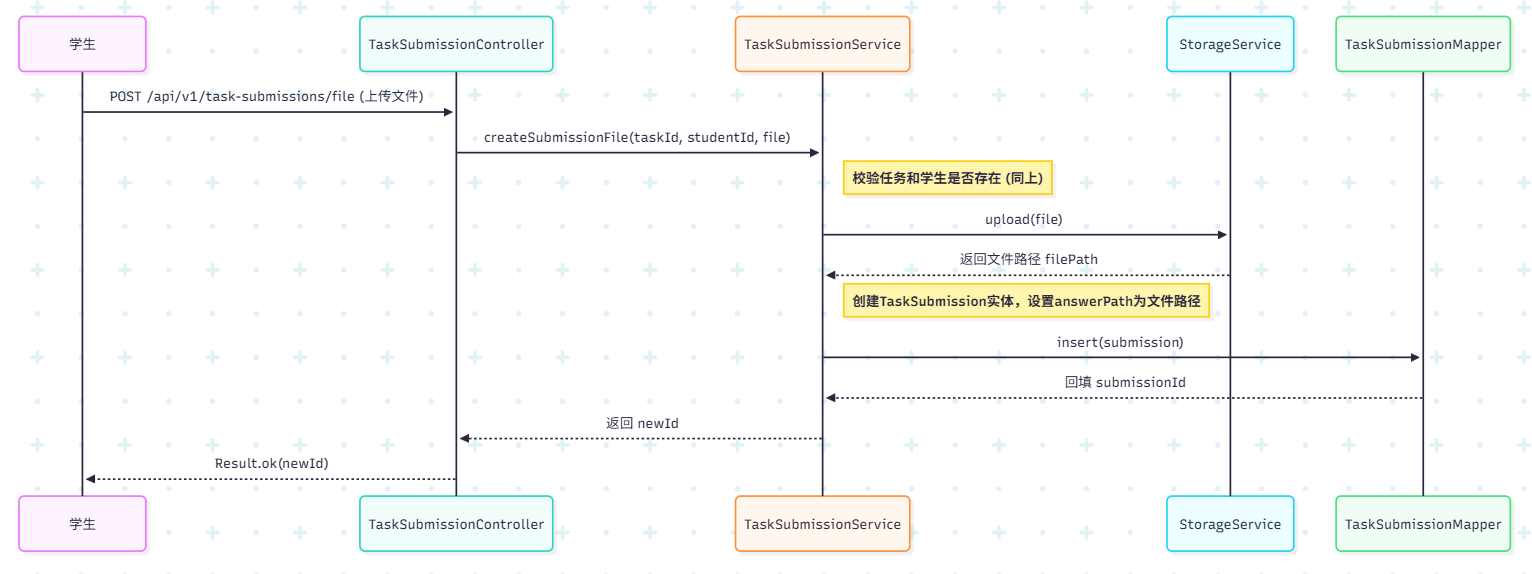 学生
TaskSubmissionController
TaskSubmissionService
StorageService
TaskSubmissionMapper
POST /api/v1/task-submissions/file (上传文件)
createSubmissionFile(taskId, studentId, file)
校验任务和学生是否存在 (同上)
upload(file)
返回文件路径 filePath
创建TaskSubmission实体，设置answerPath为文件路径
insert(submission)
回填 submissionId
返回 newId
Result.ok(newId)
学生
TaskSubmissionController
TaskSubmissionService
StorageService
TaskSubmissionMapper